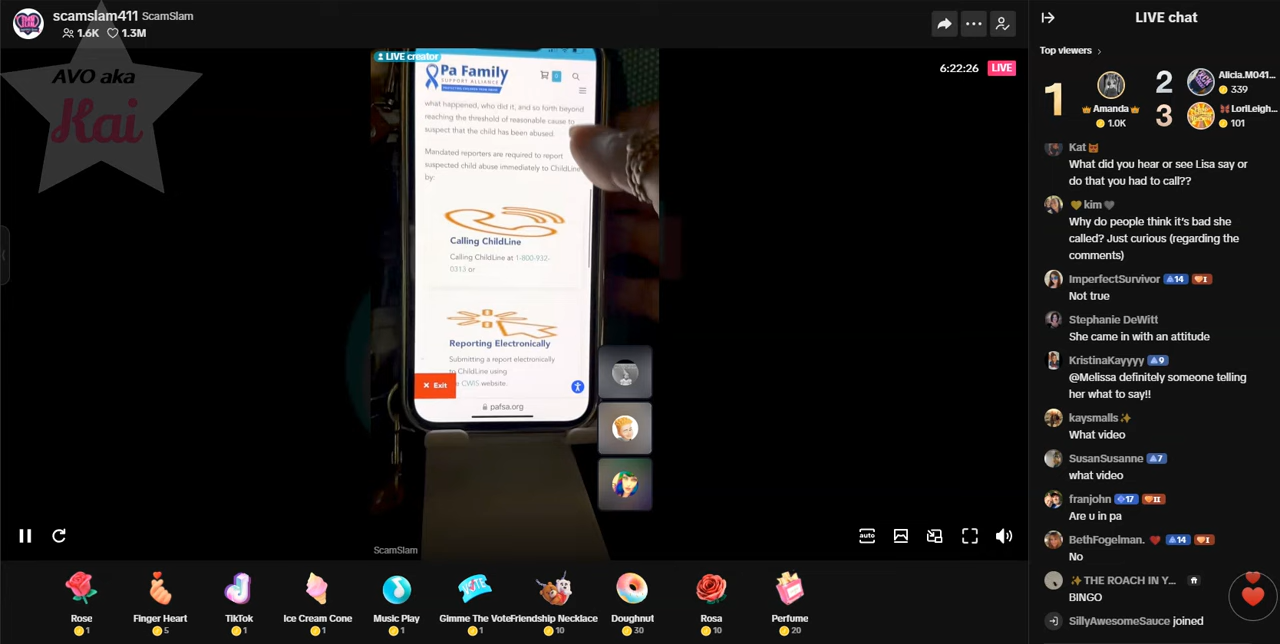 scamslam411 ScamSlam
1.6K 1.3M
AVO aka
Kai
LIVE creator
6:22:26 LIVE
Pa Family
SUPPORT ALLIANCE
0
what happened, who did it, and so forth beyond
reaching the threshold of reasonable cause to
suspect that the child has been abused.
Mandated reporters are required to report
suspected child abuse immediately to ChildLine
by:
Calling ChildLine
Calling ChildLine at 1-800-932-
0313 or
Reporting Electronically
Submitting a report electronically
to ChildLine using
CWIS website.
Exit
pafsa.org
ScamSlam
auto
Rose
1
Finger Heart
5
TikTok
1
Ice Cream Cone
1
Music Play
1
Gimme The Vote
1
Friendship Necklace
10
Doughnut
30
Rosa
10
Perfume
20
LIVE chat
Top viewers
1
Amanda
1.0K
2
Alicia.M041...
339
3
LoriLeigh...
101
Kat
What did you hear or see Lisa say or
do that you had to call??
kim
Why do people think it's bad she
called? Just curious (regarding the
comments)
ImperfectSurvivor 14 I
Not true
Stephanie DeWitt
She came in with an attitude
KristinaKayyyy 9
@Melissa definitely someone telling
her what to say!!
kaysmalls
What video
SusanSusanne 7
what video
franjohn 17 II
Are u in pa
BethFogelman. 14 I
No
THE ROACH IN Y...
BINGO
SillyAwesomeSauce joined